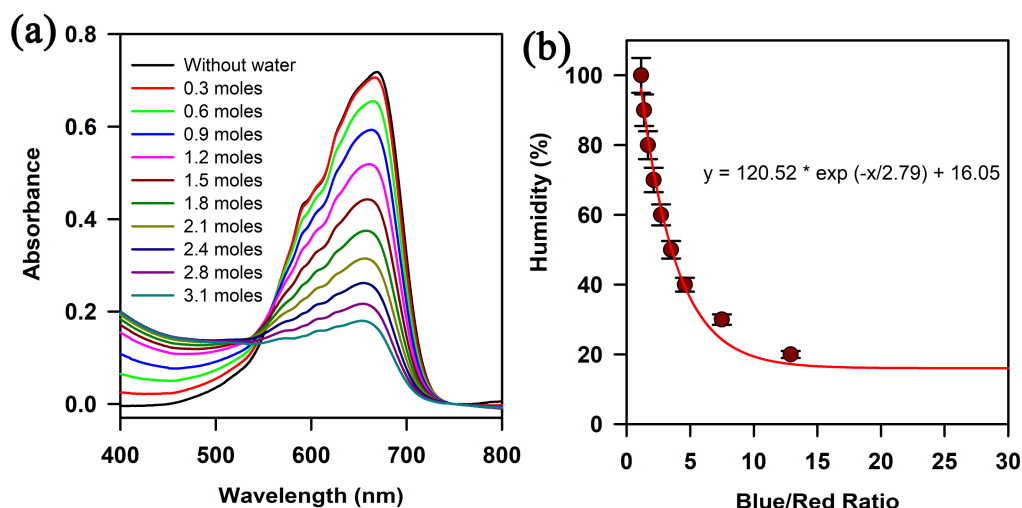 (a)
0.8
0.6
0.4
0.2
0.0
Absorbance
Without water
0.3 moles
0.6 moles
0.9 moles
1.2 moles
1.5 moles
1.8 moles
2.1 moles
2.4 moles
2.8 moles
3.1 moles
400 500 600 700 800
Wavelength (nm)
(b)
100
80
60
40
20
0
Humidity (%)
y = 120.52 * exp (-x/2.79) + 16.05
0 5 10 15 20 25 30
Blue/Red Ratio